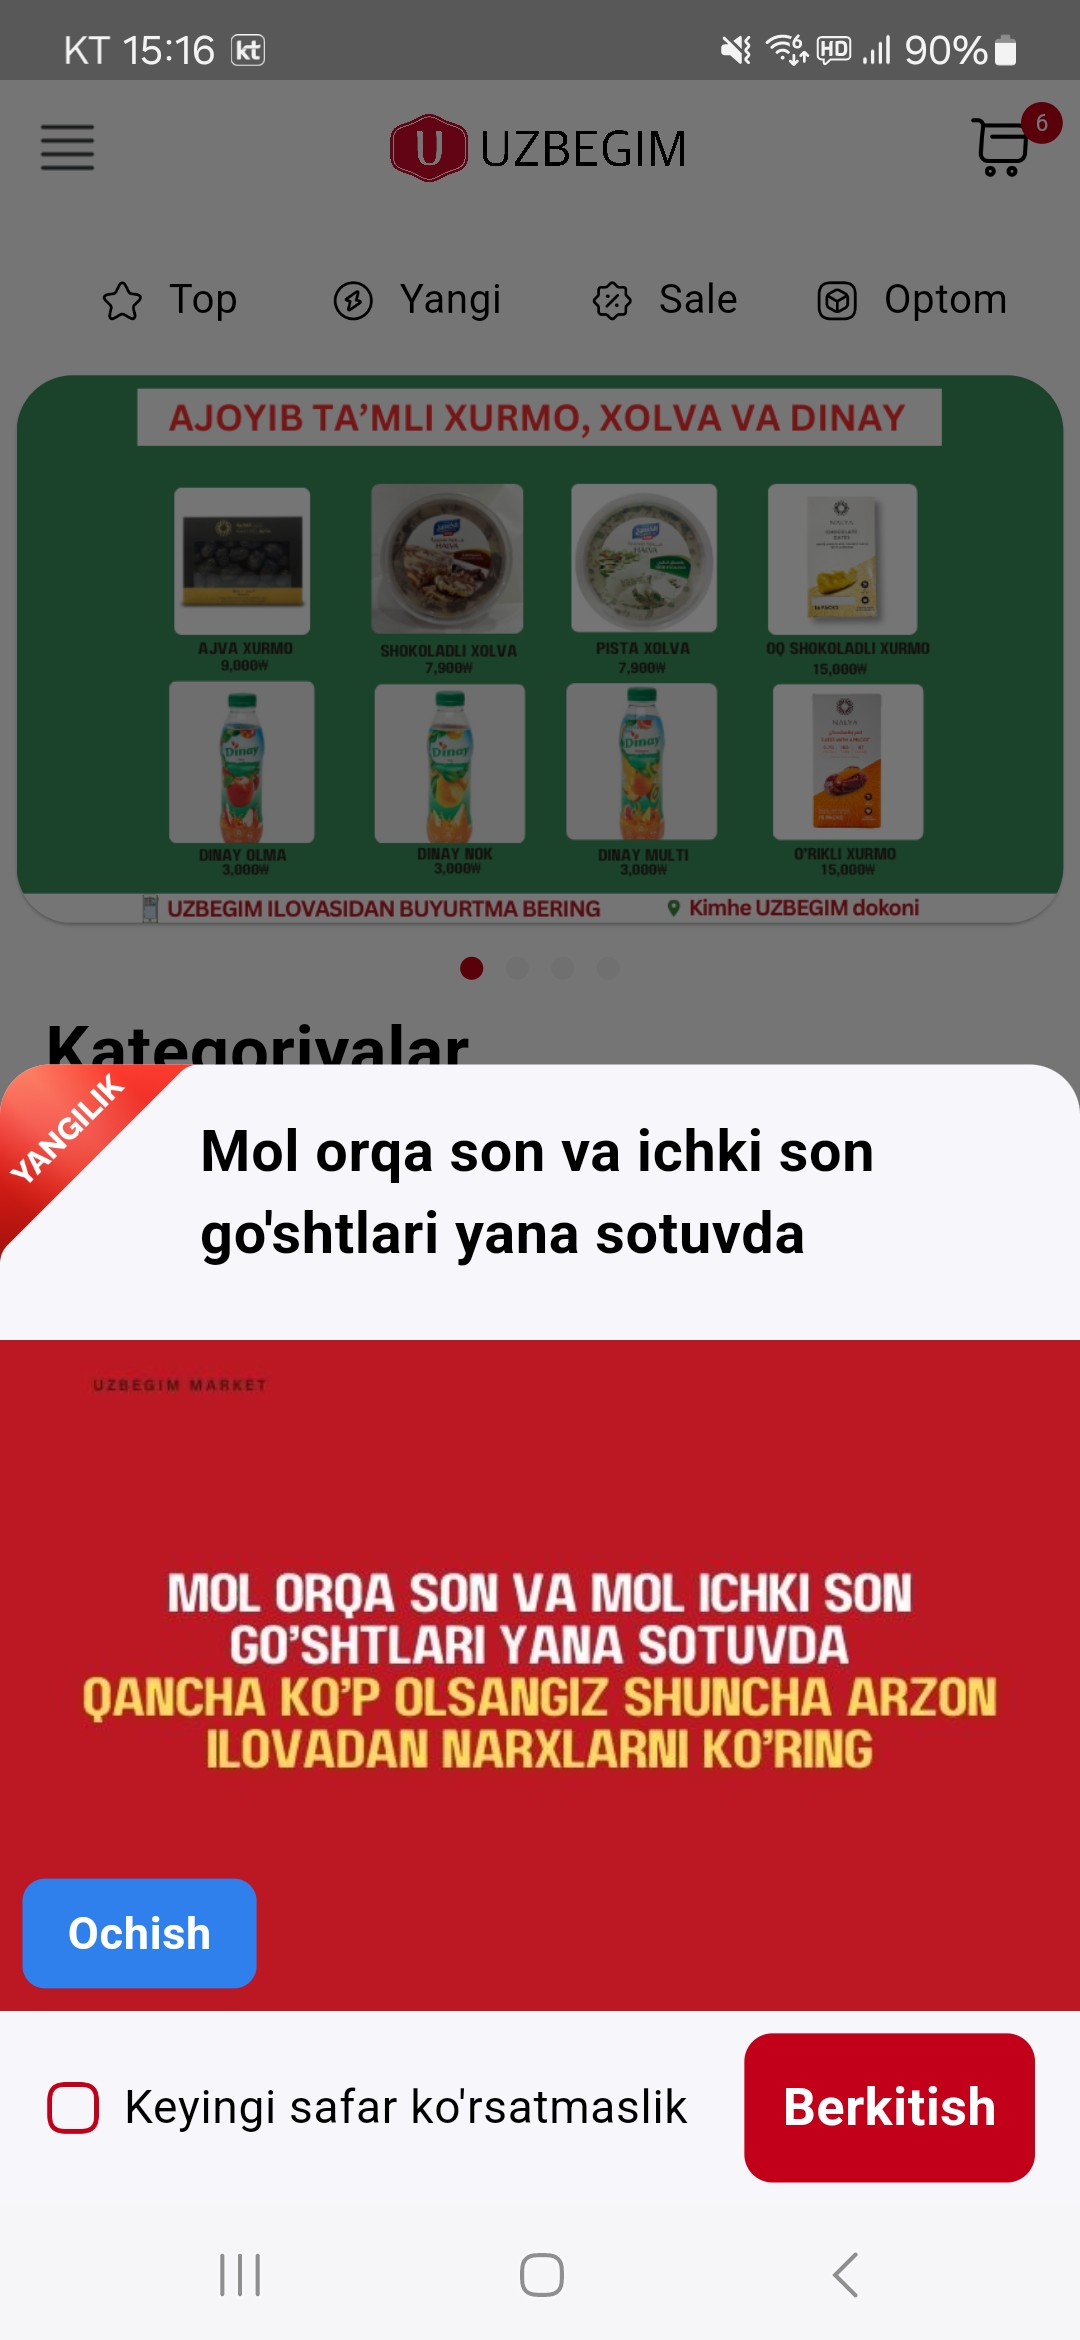 KT 15:16 kt
HD 90%
U UZBEGIM 6
Top Yangi Sale Optom
AJOYIB TA’MLI XURMO, XOLVA VA DINAY
AJVA XURMO SHOKOLADLI XOLVA PISTA XOLVA OQ SHOKOLADLI XURMO
9,000₩ 7,900₩ 7,900₩ 15,000₩
Dinay Dinay Dinay NALYA
DINAY OLMA DINAY NOK DINAY MULTI O'RIKLI XURMO
3,000₩ 3,000₩ 3,000₩ 15,000₩
UZBEGIM ILOVASIDAN BUYURTMA BERING Kimhe UZBEGIM dokoni
Kategoriyalar
YANGILIK
Mol orqa son va ichki son
go'shtlari yana sotuvda
UZBEGIM MARKET
MOL ORQA SON VA MOL ICHKI SON
GO’SHTLARI YANA SOTUVDA
QANCHA KO’P OLSANGIZ SHUNCHA ARZON
ILOVADAN NARXLARNI KO’RING
Ochish
Keyingi safar ko'rsatmaslik Berkitish